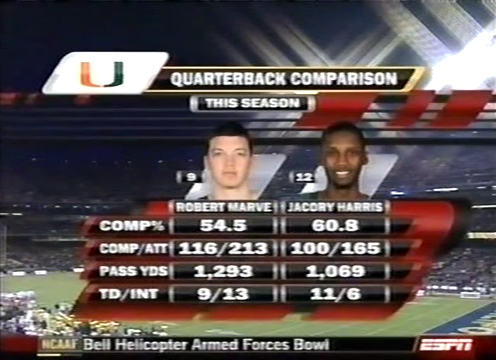 U
QUARTERBACK COMPARISON
THIS SEASON
9 12
ROBERT MARVE JACORY HARRIS
COMP% 54.5 60.8
COMP/ATT 116/213 100/165
PASS YDS 1,293 1,069
TD/INT 9/13 11/6
NCAAF Bell Helicopter Armed Forces Bowl ESPN